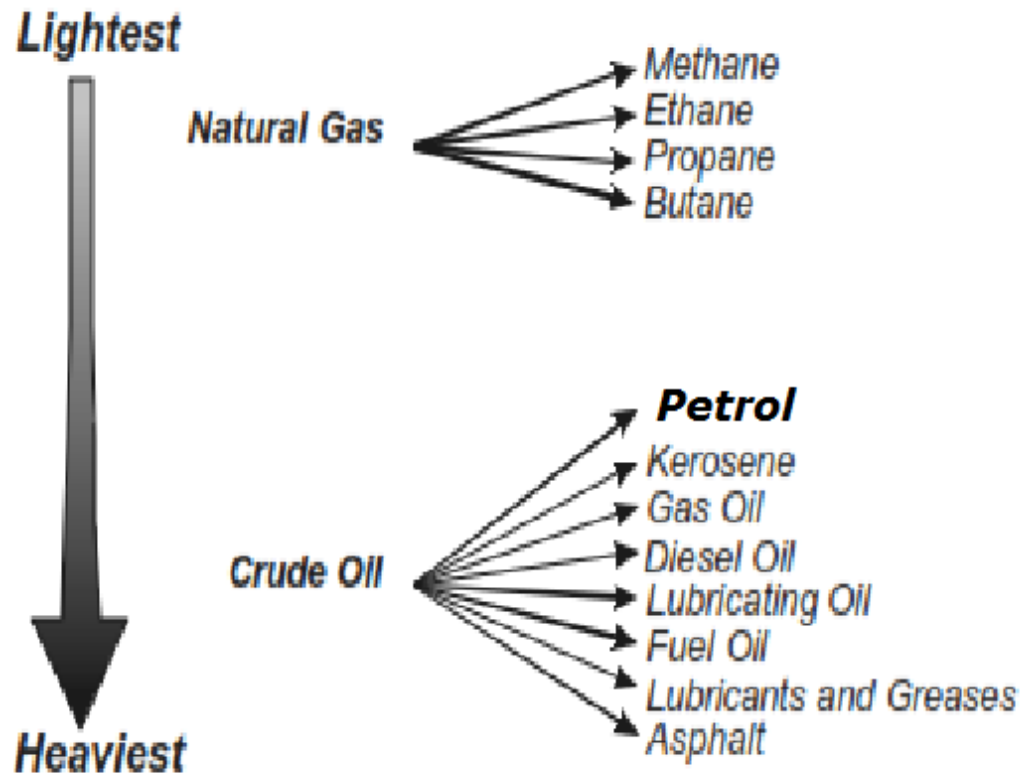 Lightest
Natural Gas
Methane
Ethane
Propane
Butane
Petrol
Kerosene
Gas Oil
Crude Oil
Diesel Oil
Lubricating Oil
Fuel Oil
Lubricants and Greases
Asphalt
Heaviest